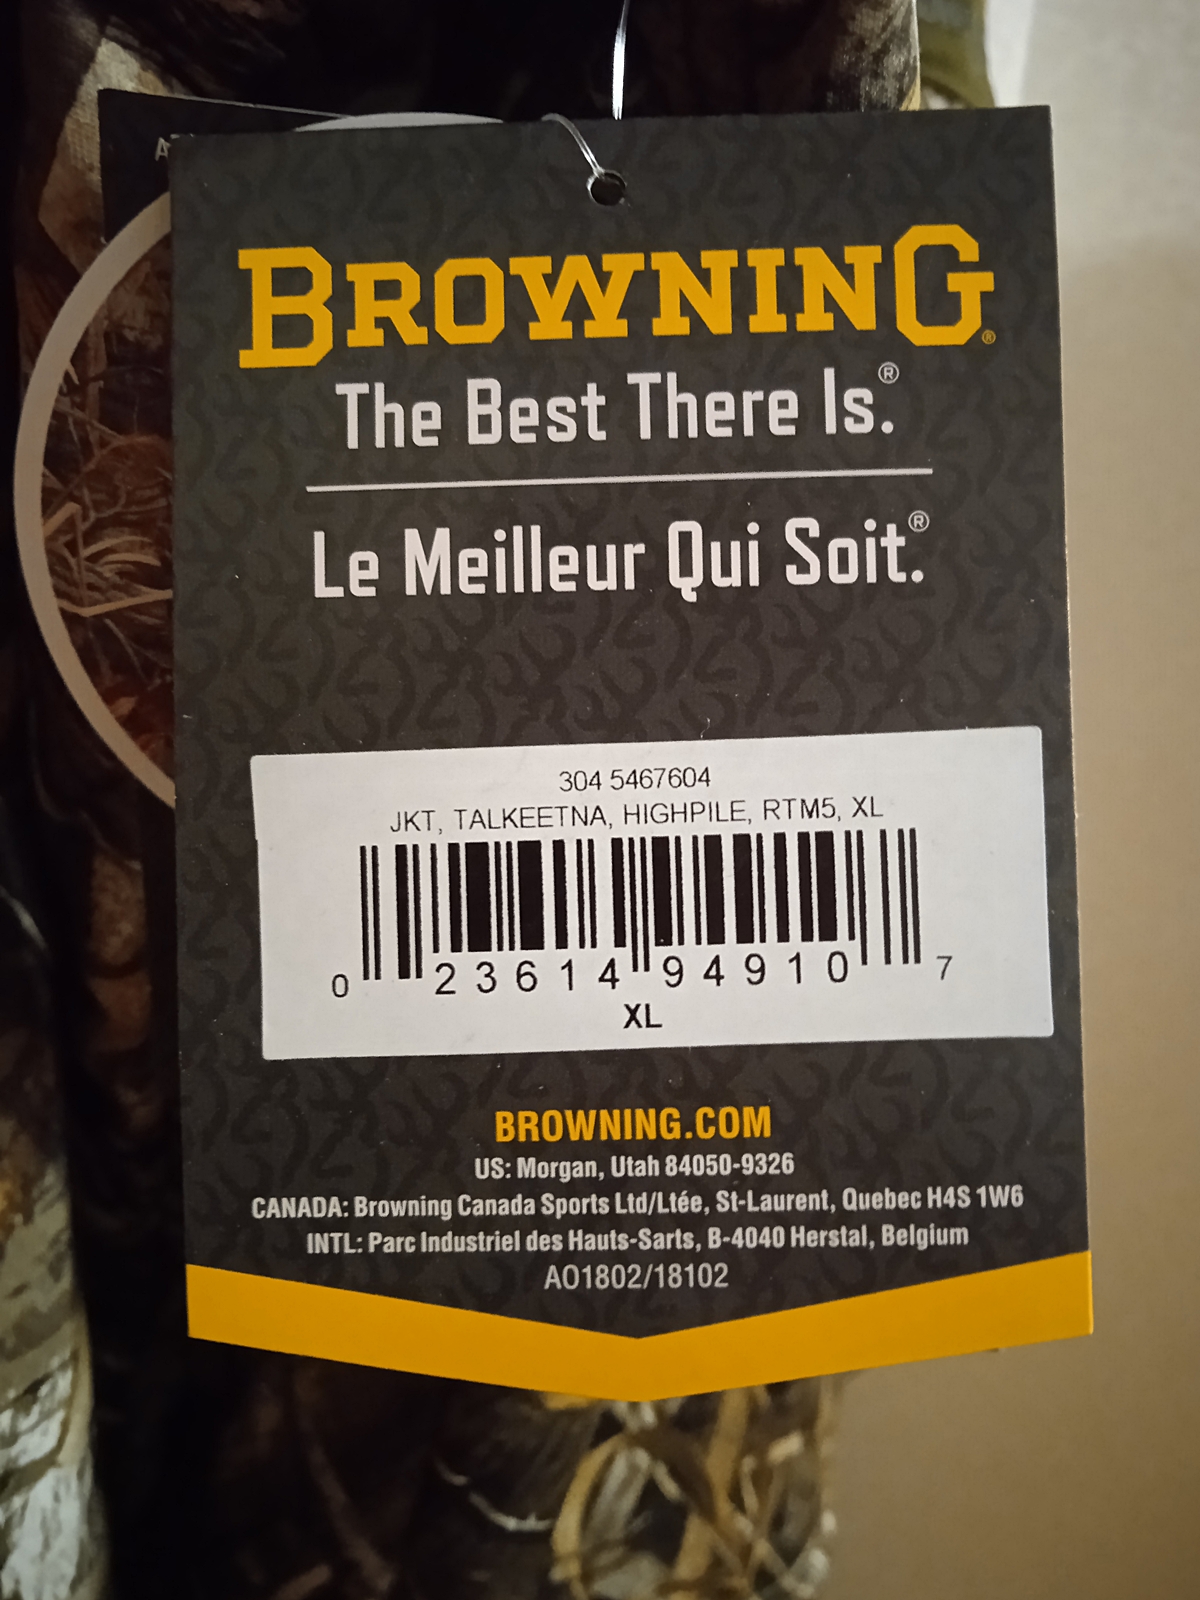 BROWNING®
The Best There Is.®
Le Meilleur Qui Soit.®
304 5467604
JKT, TALKEETNA, HIGHPILE, RTM5, XL
0 23614 94910 7
XL
BROWNING.COM
US: Morgan, Utah 84050-9326
CANADA: Browning Canada Sports Ltd/Ltée, St-Laurent, Quebec H4S 1W6
INTL: Parc Industriel des Hauts-Sarts, B-4040 Herstal, Belgium
AO1802/18102